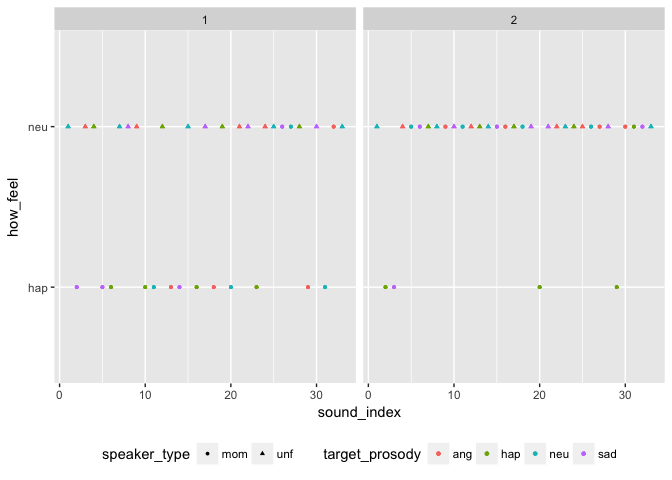 1 2
neu
how_feel
hap
0 10 20 30 0 10 20 30
sound_index
speaker_type mom unf target_prosody ang hap neu sad